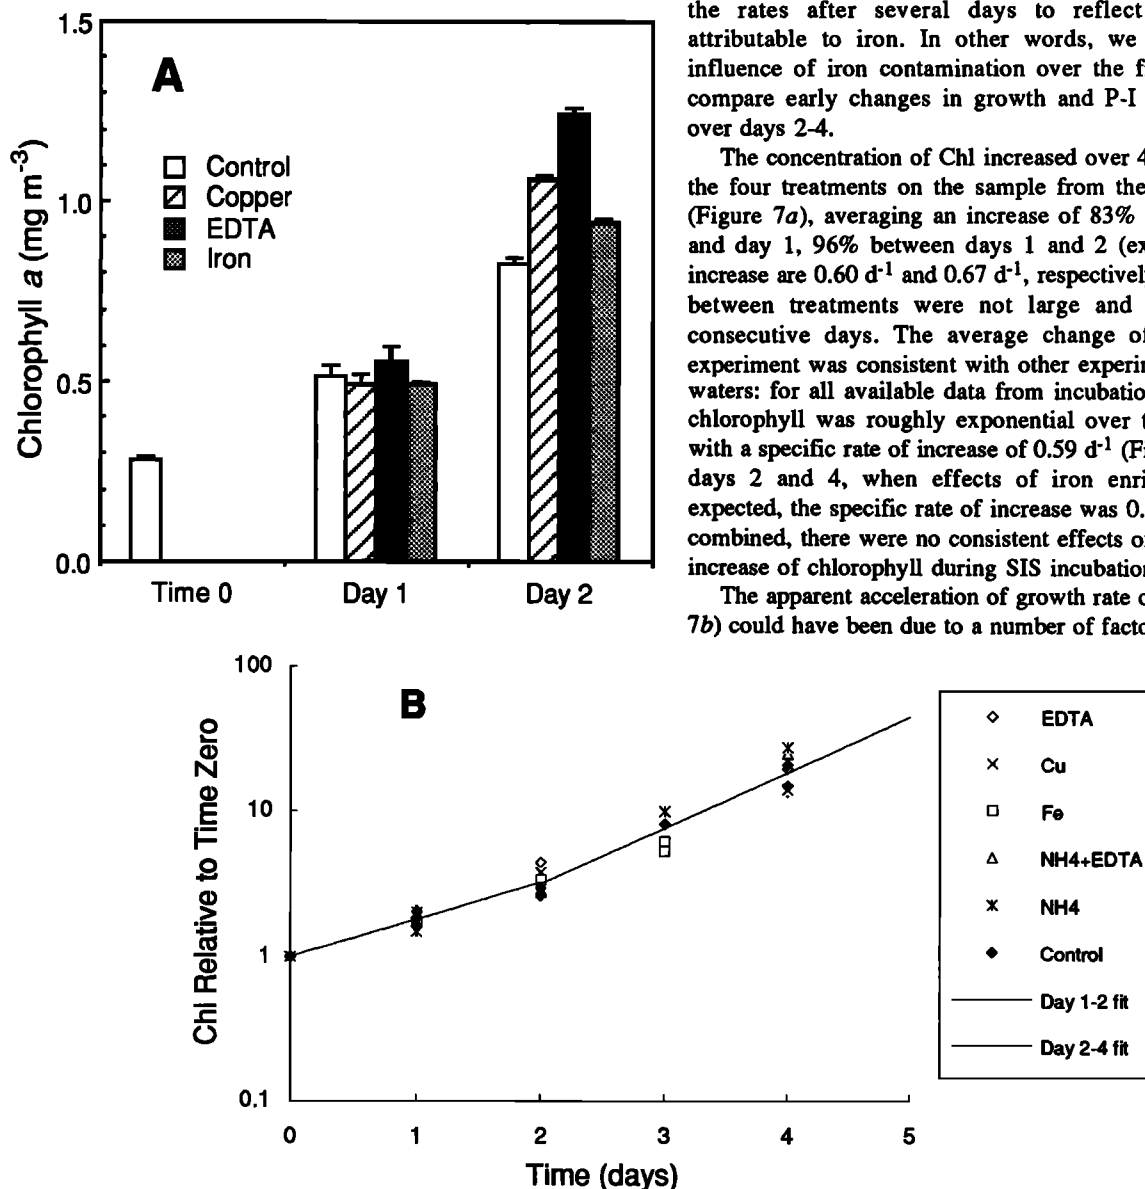 1.5
1.0
0.5
0.0
Chlorophyll a (mg m-3)
A
Control
Copper
EDTA
Iron
Time 0
Day 1
Day 2
the rates after several days to reflect
attributable to iron. In other words, we
influence of iron contamination over the
compare early changes in growth and P-I
over days 2-4.
The concentration of Chl increased over 4
the four treatments on the sample from the
(Figure 7a), averaging an increase of 83%
and day 1, 96% between days 1 and 2
increase are 0.60 d-1 and 0.67 d-1, respectively
between treatments were not large and
consecutive days. The average change
experiment was consistent with other
waters: for all available data from
chlorophyll was roughly exponential over
with a specific rate of increase of 0.59 d-1
days 2 and 4, when effects of iron
expected, the specific rate of increase was 0.
combined, there were no consistent effects
increase of chlorophyll during SIS
The apparent acceleration of growth rate
7b) could have been due to a number of
100
10
1
0.1
Chl Relative to Time Zero
B
0
1
2
3
4
5
Time (days)
EDTA
Cu
Fe
NH4+EDTA
NH4
Control
Day 1-2 fit
Day 2-4 fit